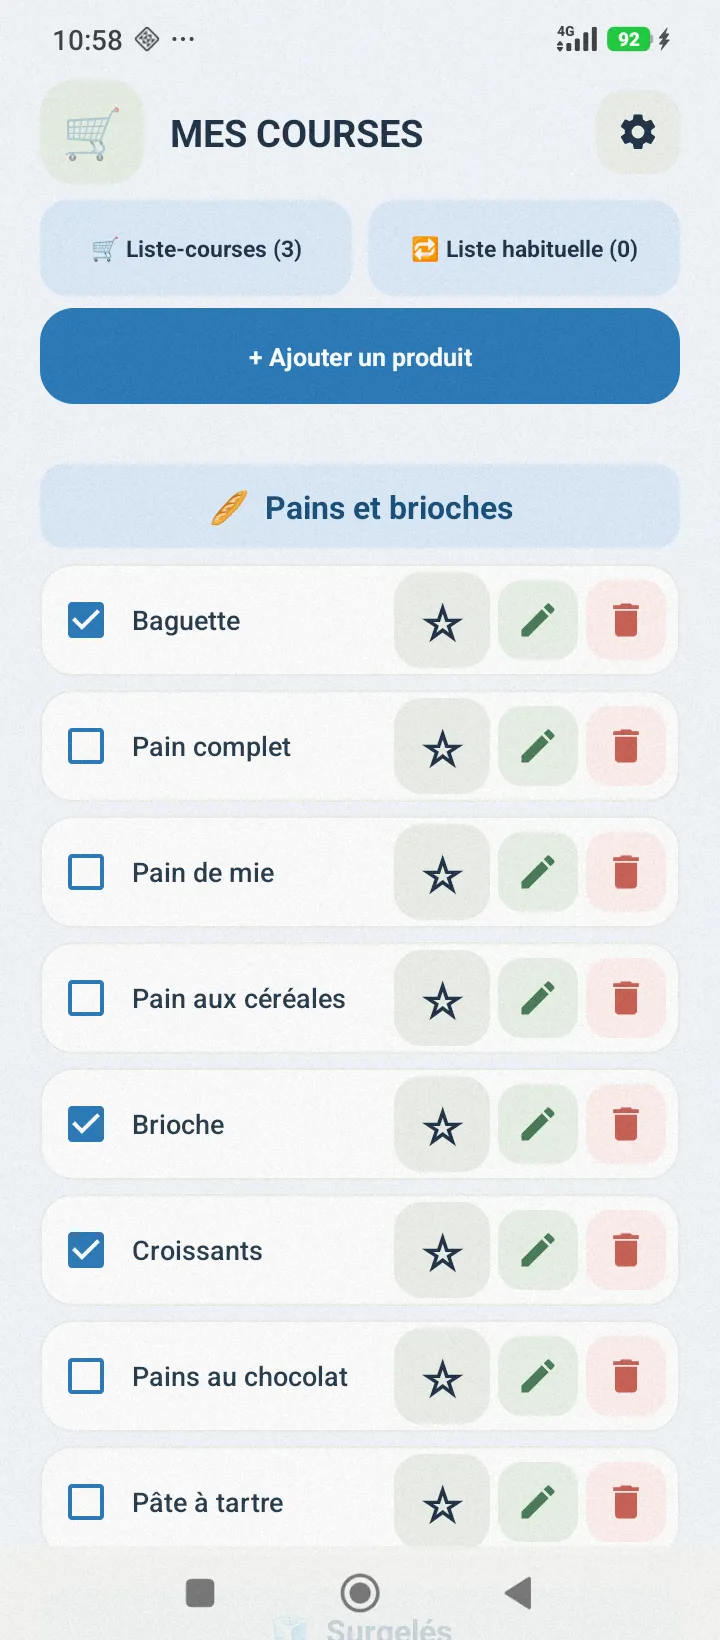 10:58
4G
92
MES COURSES
Liste-courses (3)
Liste habituelle (0)
+ Ajouter un produit
Pains et brioches
Baguette
Pain complet
Pain de mie
Pain aux céréales
Brioche
Croissants
Pains au chocolat
Pâte à tartre
Surgelés